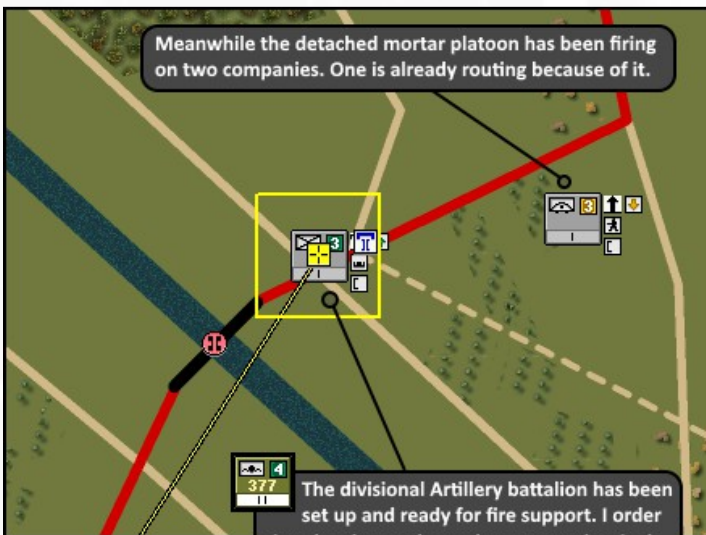 Meanwhile the detached mortar platoon has been firing
on two companies. One is already routing because of it.
3
I
3
I
4
377
II
The divisional Artillery battalion has been
set up and ready for fire support. I order